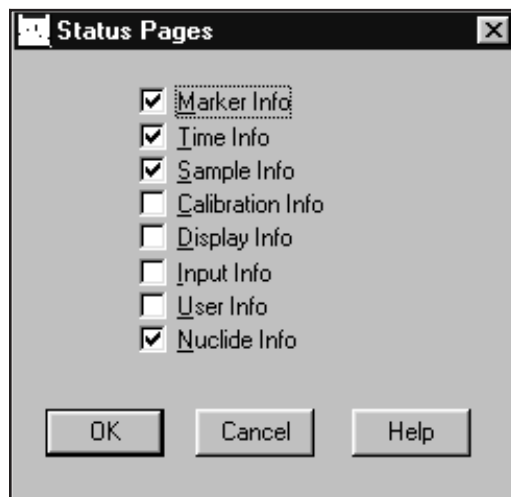 Status Pages
Marker Info
Time Info
Sample Info
Calibration Info
Display Info
Input Info
User Info
Nuclide Info
OK Cancel Help